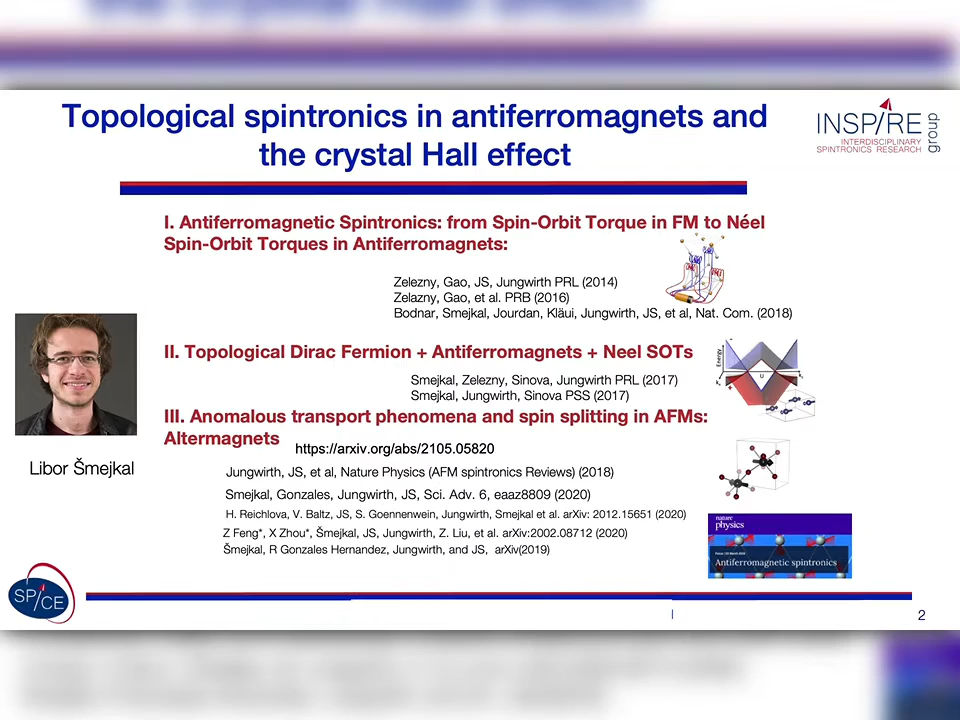 Topological spintronics in antiferromagnets and
the crystal Hall effect
INSPIRE group
INTERDISCIPLINARY
SPINTRONICS RESEARCH
I. Antiferromagnetic Spintronics: from Spin-Orbit Torque in FM to Néel
Spin-Orbit Torques in Antiferromagnets:
Zelezny, Gao, JS, Jungwirth PRL (2014)
Zelazny, Gao, et al. PRB (2016)
Bodnar, Smejkal, Jourdan, Kläui, Jungwirth, JS, et al, Nat. Com. (2018)
II. Topological Dirac Fermion + Antiferromagnets + Neel SOTs
Energy
Smejkal, Zelezny, Sinova, Jungwirth PRL (2017)
Smejkal, Jungwirth, Sinova PSS (2017)
III. Anomalous transport phenomena and spin splitting in AFMs:
Altermagnets
https://arxiv.org/abs/2105.05820
Libor Šmejkal
Jungwirth, JS, et al, Nature Physics (AFM spintronics Reviews) (2018)
Smejkal, Gonzales, Jungwirth, JS, Sci. Adv. 6, eaaz8809 (2020)
H. Reichlova, V. Baltz, JS, S. Goennenwein, Jungwirth, Smejkal et al. arXiv: 2012.15651 (2020)
Z Feng*, X Zhou*, Šmejkal, JS, Jungwirth, Z. Liu, et al. arXiv:2002.08712 (2020)
Šmejkal, R Gonzales Hernandez, Jungwirth, and JS, arXiv(2019)
nature
physics
Antiferromagnetic spintronics
SPICE
2